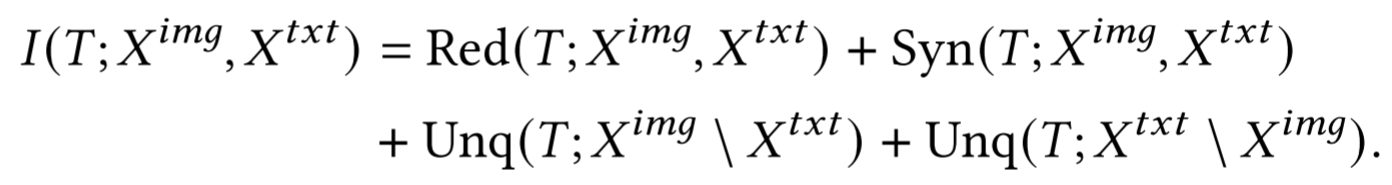 I(T; X^{img}, X^{txt}) = Red(T; X^{img}, X^{txt}) + Syn(T; X^{img}, X^{txt})
+ Unq(T; X^{img} \ X^{txt}) + Unq(T; X^{txt} \ X^{img}).